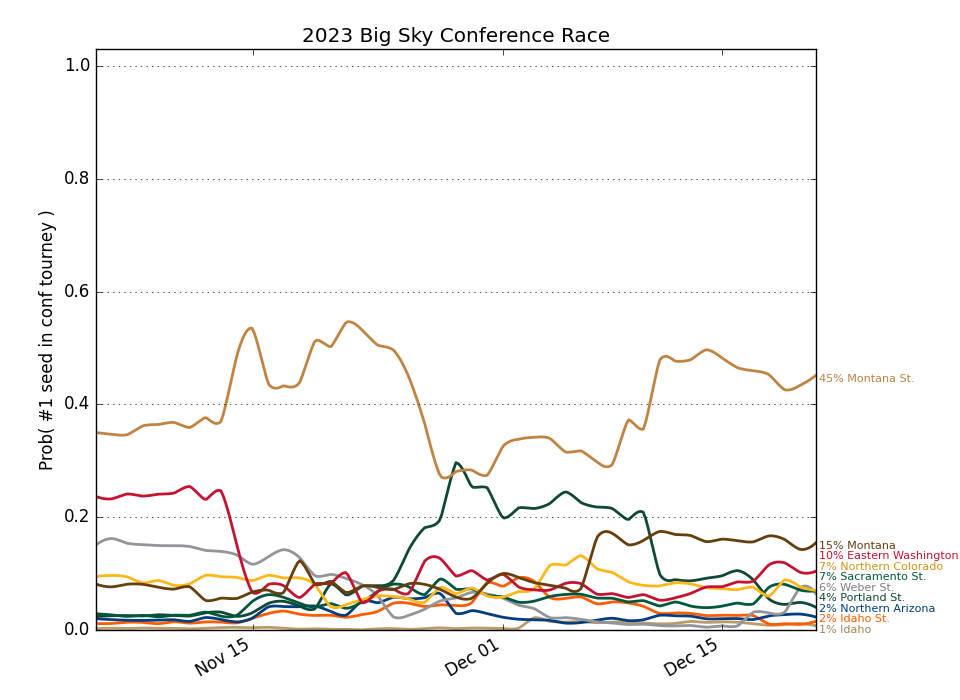 2023 Big Sky Conference Race
Prob( #1 seed in conf tourney )
1.0
0.8
0.6
0.4
0.2
0.0
Nov 15
Dec 01
Dec 15
45% Montana St.
15% Montana
10% Eastern Washington
7% Northern Colorado
7% Sacramento St.
6% Weber St.
4% Portland St.
2% Northern Arizona
2% Idaho St.
1% Idaho